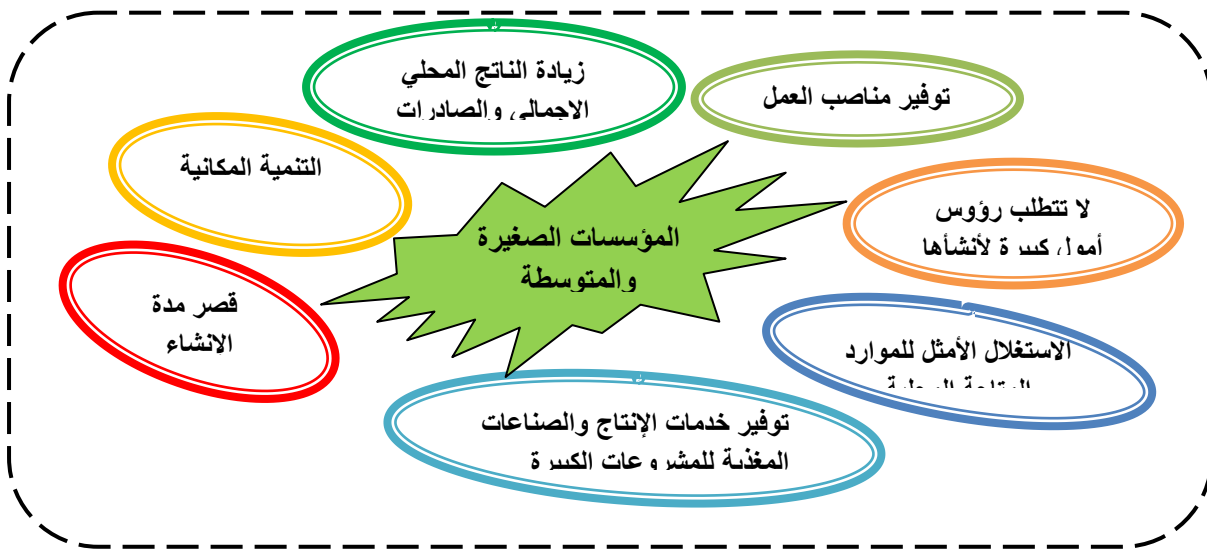 زيادة الناتج المحلي
الاجمالي والصادرات
توفير مناصب العمل
التنمية المكانية
لا تتطلب رؤوس
أمول كبيرة لأنشأها
المؤسسات الصغيرة
والمتوسطة
قصر مدة
الانشاء
الاستغلال الأمثل للموارد
توفير خدمات الإنتاج والصناعات
المغذية للمشروعات الكبيرة